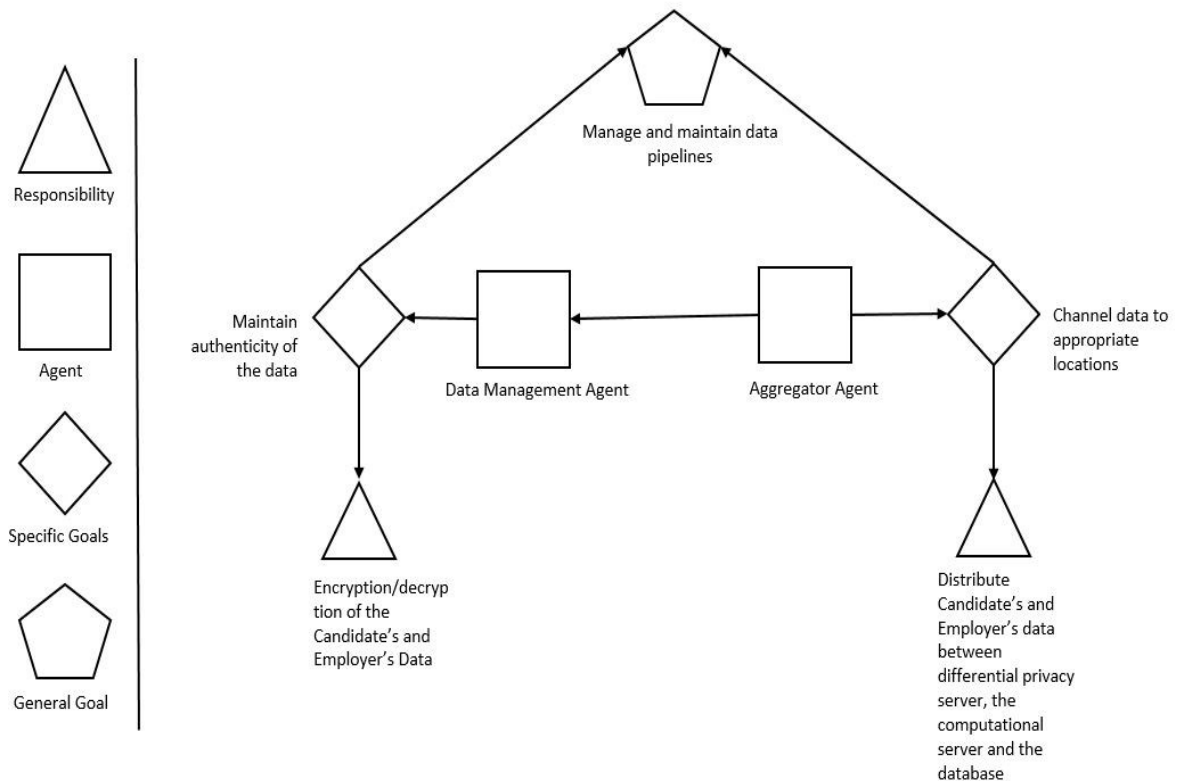 Responsibility
Agent
Specific Goals
General Goal
Manage and maintain data
pipelines
Maintain
authenticity of
the data
Data Management Agent
Aggregator Agent
Channel data to
appropriate
locations
Encryption/decryp
tion of the
Candidate’s and
Employer’s Data
Distribute
Candidate’s and
Employer’s data
between
differential privacy
server, the
computational
server and the
database